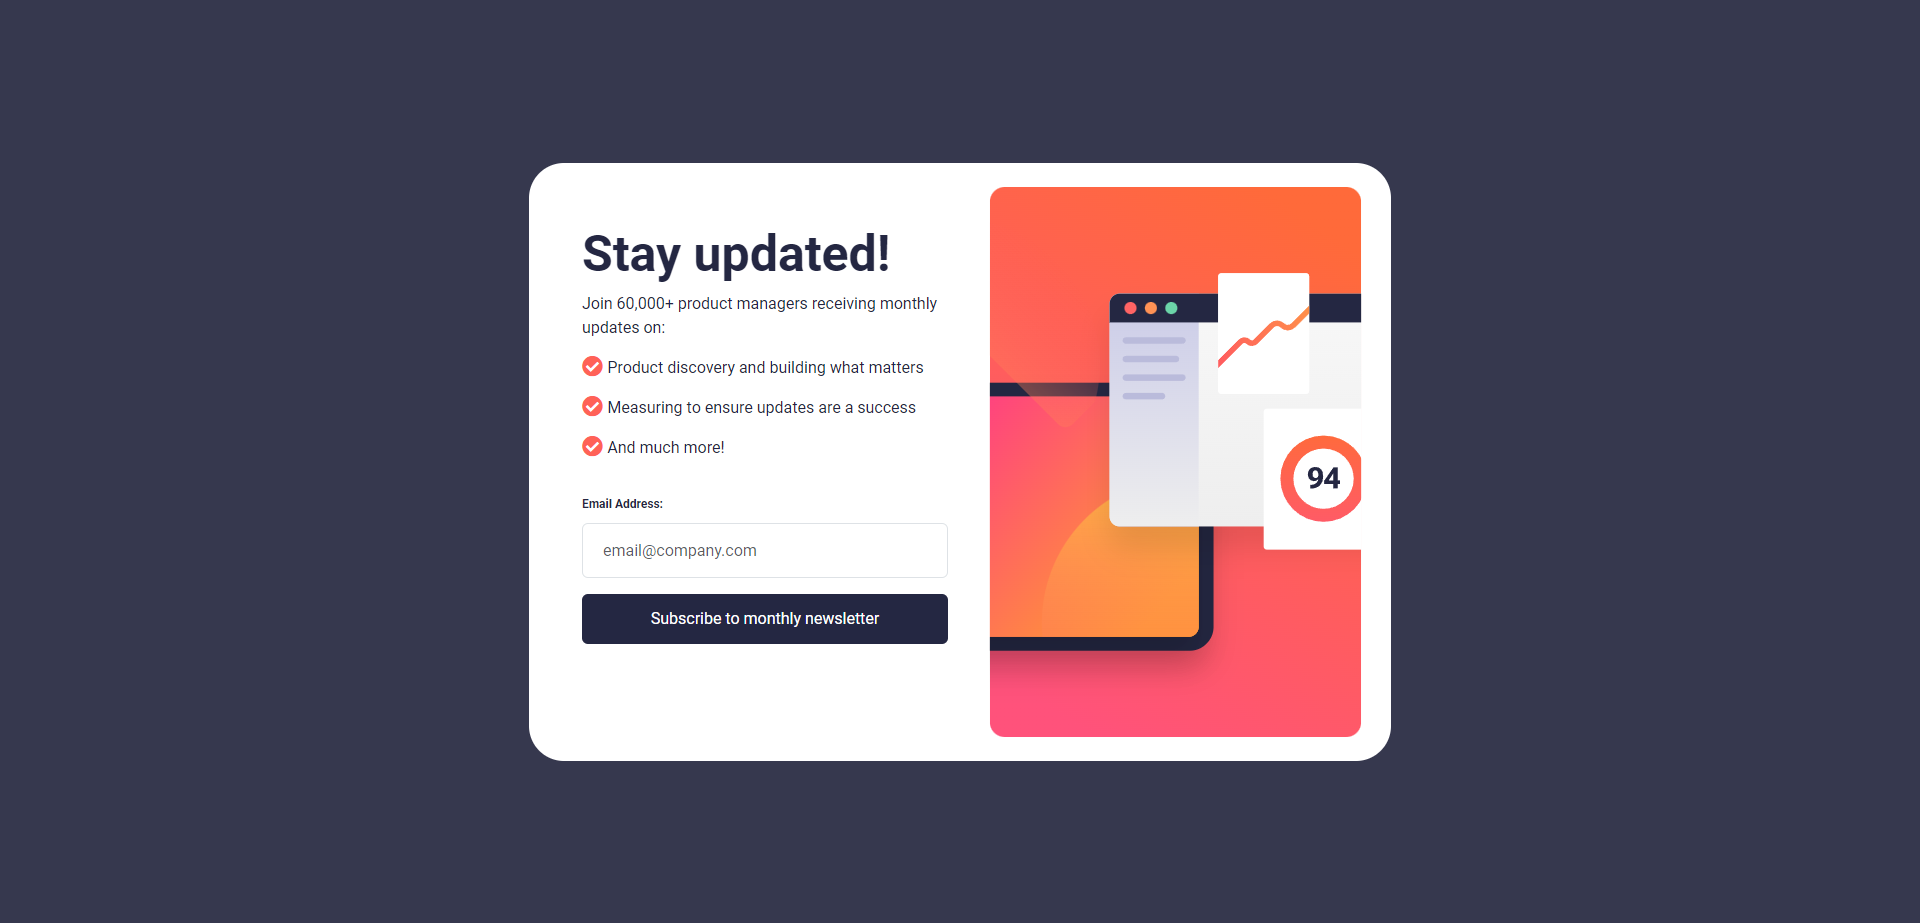 Stay updated!
Join 60,000+ product managers receiving monthly
updates on:
Product discovery and building what matters
Measuring to ensure updates are a success
And much more!
Email Address:
email@company.com
Subscribe to monthly newsletter
94